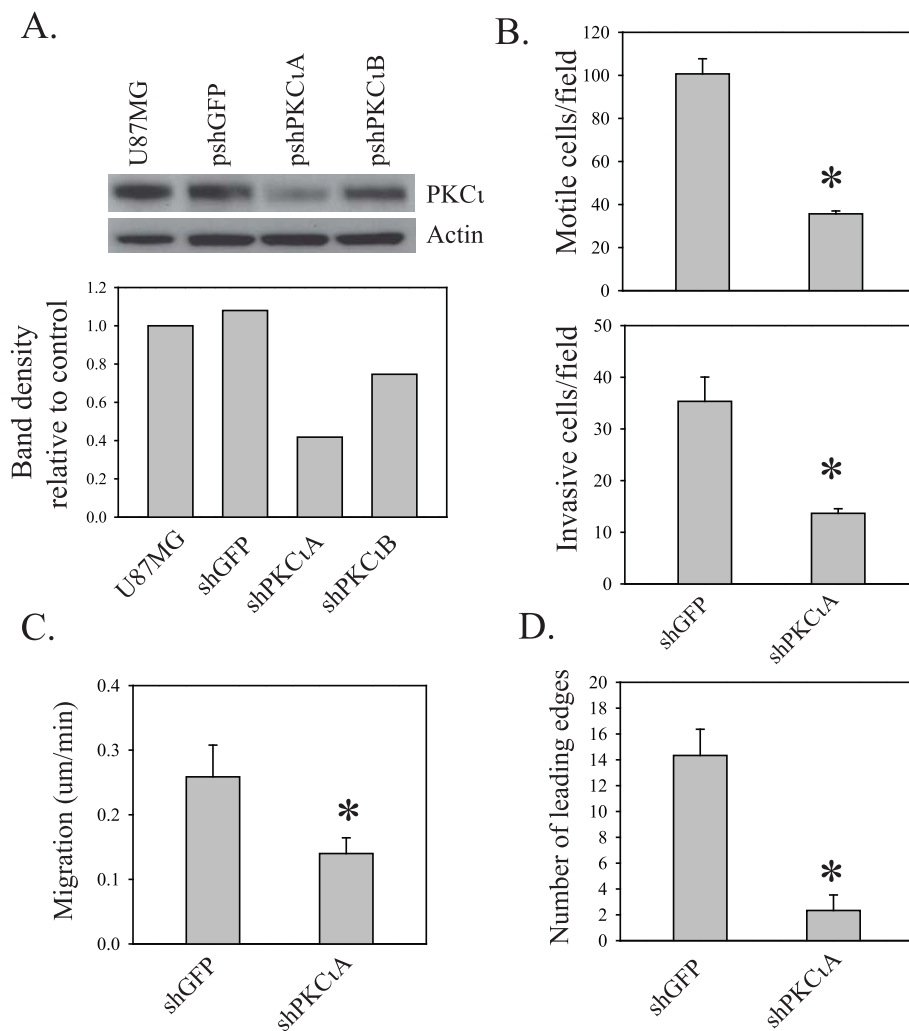 A.
U87MG
pshGFP
pshPKCιA
pshPKCιB
PKCι
Actin
Band density
relative to control
1.2
1.0
0.8
0.6
0.4
0.2
0.0
U87MG
shGFP
shPKCιA
shPKCιB
B.
Motile cells/field
120
100
80
60
40
20
0
*
Invasive cells/field
50
40
30
20
10
0
*
shGFP
shPKCιA
C.
Migration (um/min)
0.4
0.3
0.2
0.1
0.0
*
shGFP
shPKCιA
D.
Number of leading edges
20
18
16
14
12
10
8
6
4
2
0
*
shGFP
shPKCιA